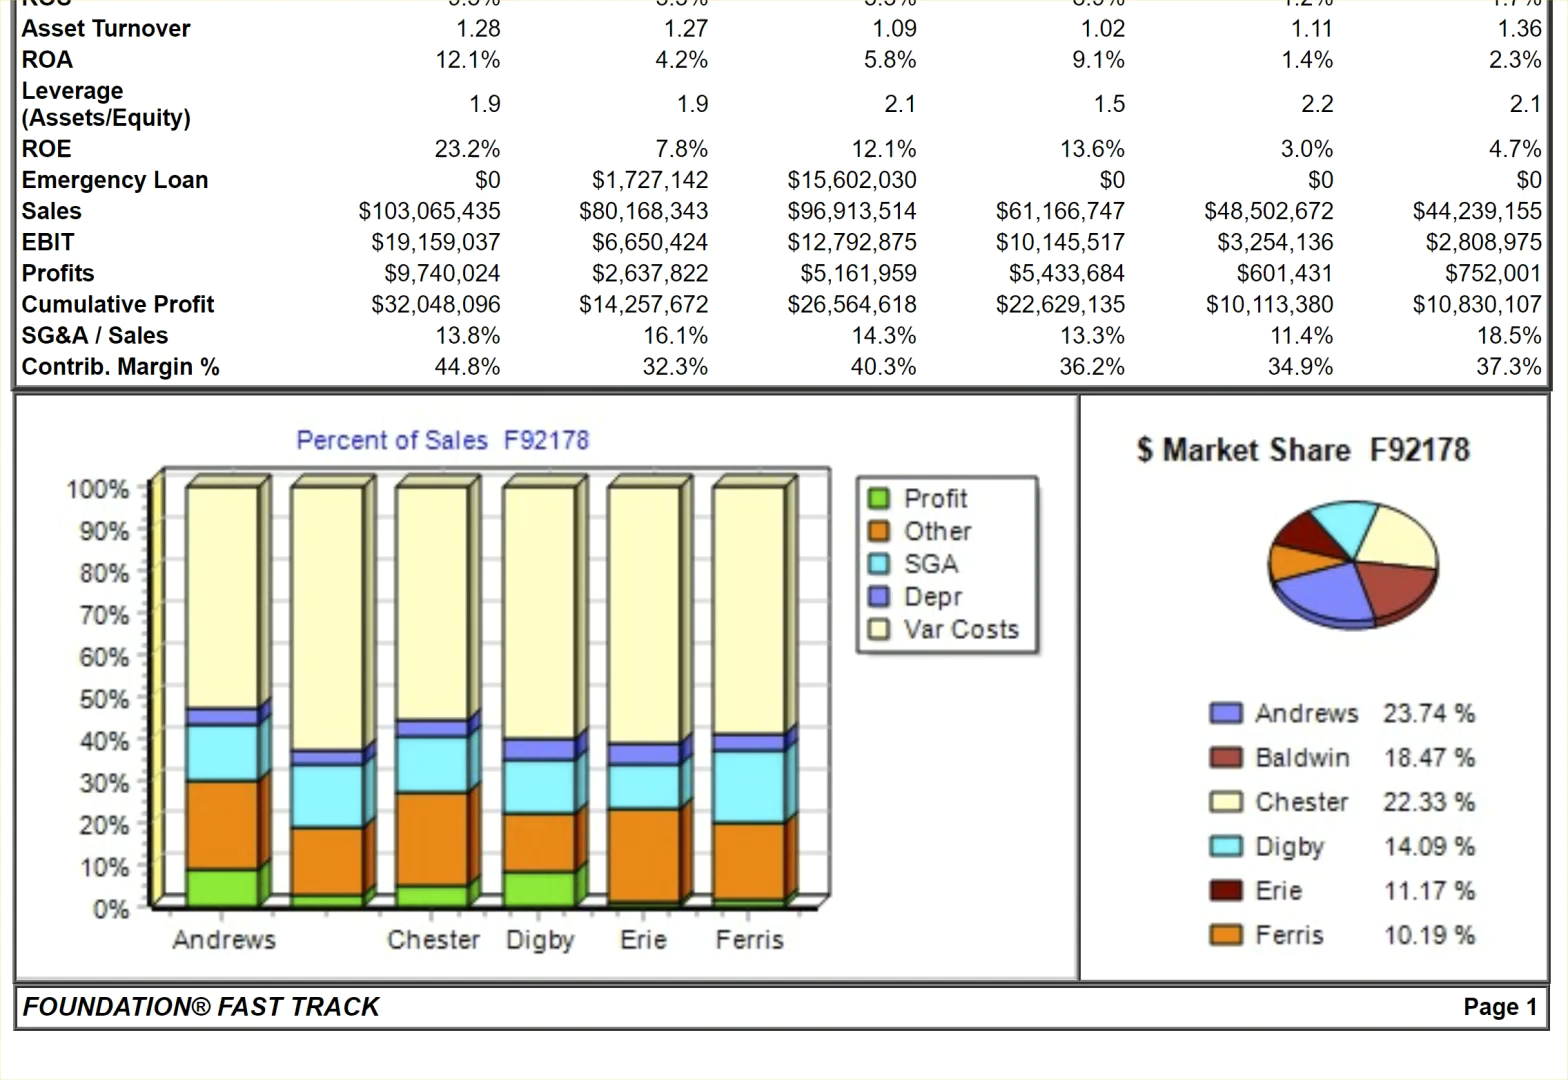 Asset Turnover 1.28 1.27 1.09 1.02 1.11 1.36
ROA 12.1% 4.2% 5.8% 9.1% 1.4% 2.3%
Leverage
(Assets/Equity) 1.9 1.9 2.1 1.5 2.2 2.1
ROE 23.2% 7.8% 12.1% 13.6% 3.0% 4.7%
Emergency Loan $0 $1,727,142 $15,602,030 $0 $0 $0
Sales $103,065,435 $80,168,343 $96,913,514 $61,166,747 $48,502,672 $44,239,155
EBIT $19,159,037 $6,650,424 $12,792,875 $10,145,517 $3,254,136 $2,808,975
Profits $9,740,024 $2,637,822 $5,161,959 $5,433,684 $601,431 $752,001
Cumulative Profit $32,048,096 $14,257,672 $26,564,618 $22,629,135 $10,113,380 $10,830,107
SG&A / Sales 13.8% 16.1% 14.3% 13.3% 11.4% 18.5%
Contrib. Margin % 44.8% 32.3% 40.3% 36.2% 34.9% 37.3%
Percent of Sales F92178
100%
90%
80%
70%
60%
50%
40%
30%
20%
10%
0%
Andrews Chester Digby Erie Ferris
Profit
Other
SGA
Depr
Var Costs
$ Market Share F92178
Andrews 23.74 %
Baldwin 18.47 %
Chester 22.33 %
Digby 14.09 %
Erie 11.17 %
Ferris 10.19 %
FOUNDATION® FAST TRACK Page 1